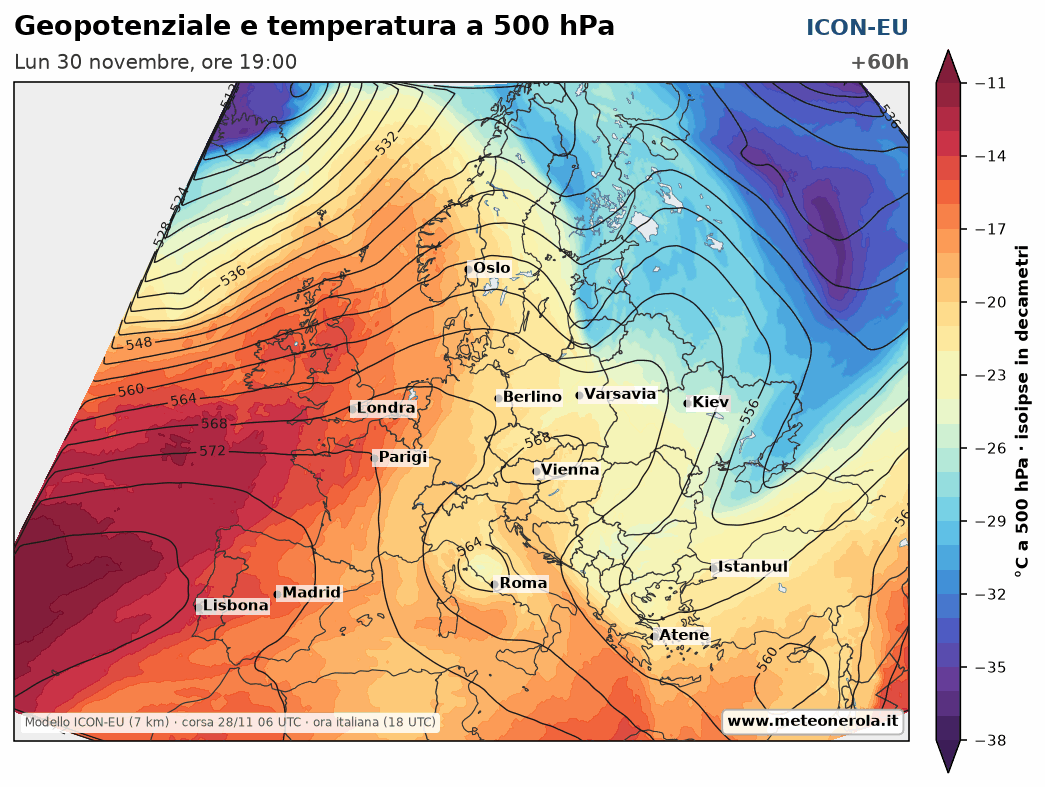 Geopotenziale e temperatura a 500 hPa
ICON-EU
Lun 30 novembre, ore 19:00
+60h
512
524
528
532
536
536
548
560
564
568
572
568
556
564
560
Oslo
Londra
Berlino
Varsavia
Kiev
Parigi
Vienna
Istanbul
Roma
Madrid
Lisbona
Atene
Modello ICON-EU (7 km) · corsa 28/11 06 UTC · ora italiana (18 UTC)
www.meteonerola.it
−11
−14
−17
−20
−23
−26
−29
−32
−35
−38
°C a 500 hPa · isoipse in decametri